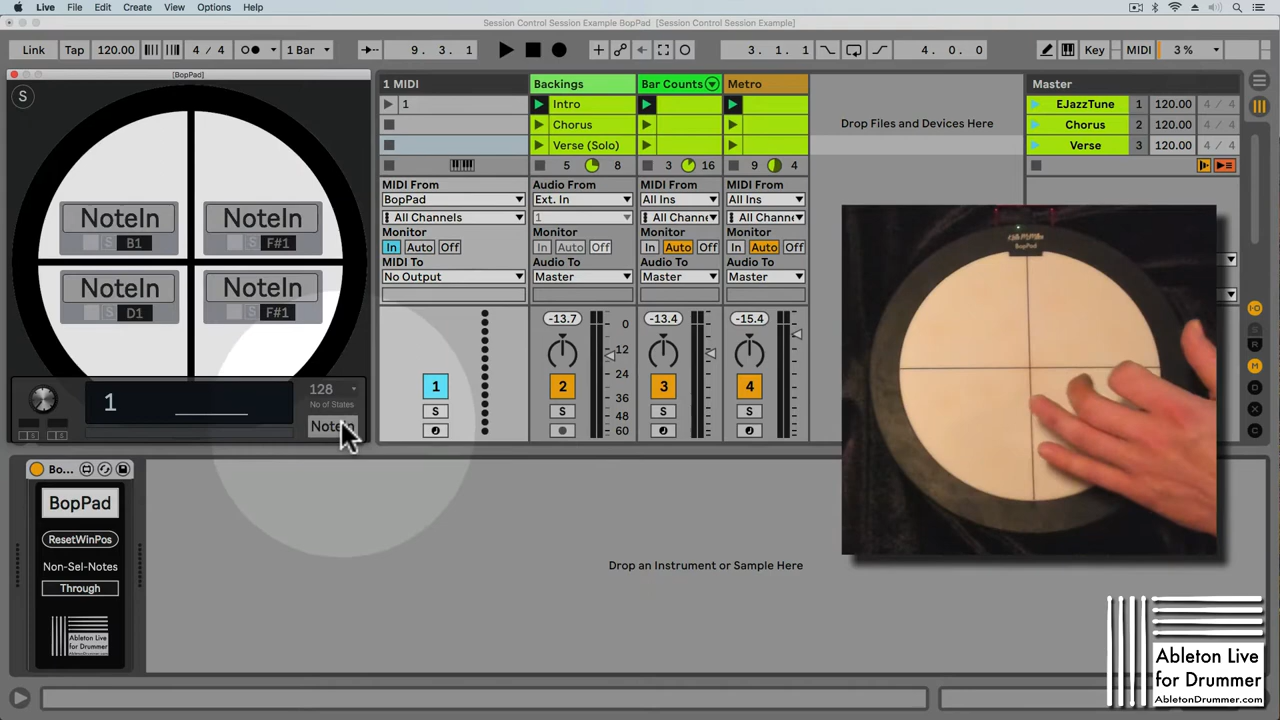 Live File Edit Create View Options Help
Session Control Session Example BopPad [Session Control Session Example]
Link Tap 120.00 4 / 4 1 Bar 9. 3. 1 3. 1. 1 4. 0. 0 Key MIDI 3 %
[BopPad]
S
NoteIn NoteIn
S B1 S F#1
NoteIn NoteIn
S D1 S F#1
1
128
No of States
NoteIn
S S
1 MIDI Backings Bar Counts Metro Master
1 Intro EJazzTune 1 120.00 4 / 4
Chorus Chorus 2 120.00 4 / 4
Verse (Solo) Verse 3 120.00 4 / 4
Drop Files and Devices Here
5 8 3 16 9 4
MIDI From Audio From MIDI From MIDI From
BopPad Ext. In All Ins All Ins
All Channels 1 All Channe All Channe
Monitor Monitor Monitor Monitor
In Auto Off In Auto Off In Auto Off In Auto Off
MIDI To Audio To Audio To Audio To
No Output Master Master Master
-13.7 -13.4 -15.4
0
12
24
36
48
60
1 2 3 4
S S S S
I·O
S
R
M
D
X
C
BopPad
Bo...
BopPad
ResetWinPos
Non-Sel-Notes
Through
Ableton Live
for Drummer
Drop an Instrument or Sample Here
Ableton Live
for Drummer
AbletonDrummer.com